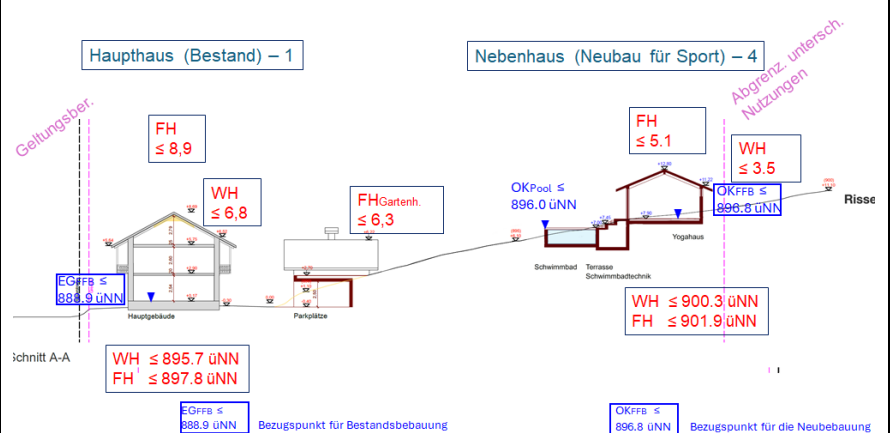 Haupthaus (Bestand) – 1
Nebenhaus (Neubau für Sport) – 4
Geltungsber.
Abgrenz. untersch.
Nutzungen
FH
≤ 8,9
WH
≤ 6,8
FHGartenh.
≤ 6,3
FH
≤ 5.1
WH
≤ 3.5
OKPool ≤
896.0 üNN
OKFFB ≤
896.8 üNN
Risse
EGFFB ≤
888.9 üNN
Hauptgebäude
Parkplätze
Schwimmbad
Terrasse
Schwimmbadtechnik
Yogahaus
WH ≤ 900.3 üNN
FH ≤ 901.9 üNN
Schnitt A-A
WH ≤ 895.7 üNN
FH ≤ 897.8 üNN
EGFFB ≤
888.9 üNN
Bezugspunkt für Bestandsbebauung
OKFFB ≤
896.8 üNN
Bezugspunkt für die Neubebauung